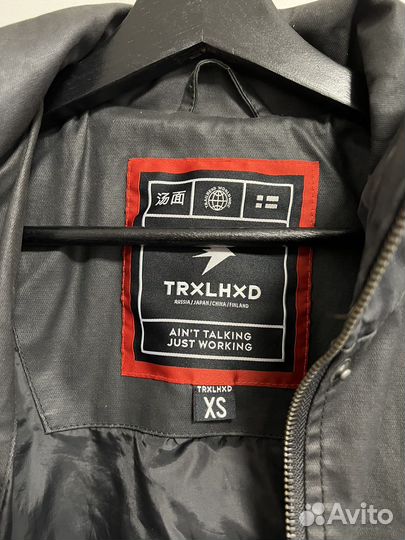 汤面
TRXLHXD
RUSSIA / JAPAN / CHINA / FINLAND
AIN'T TALKING
JUST WORKING
TRXLHXD
XS
Avito